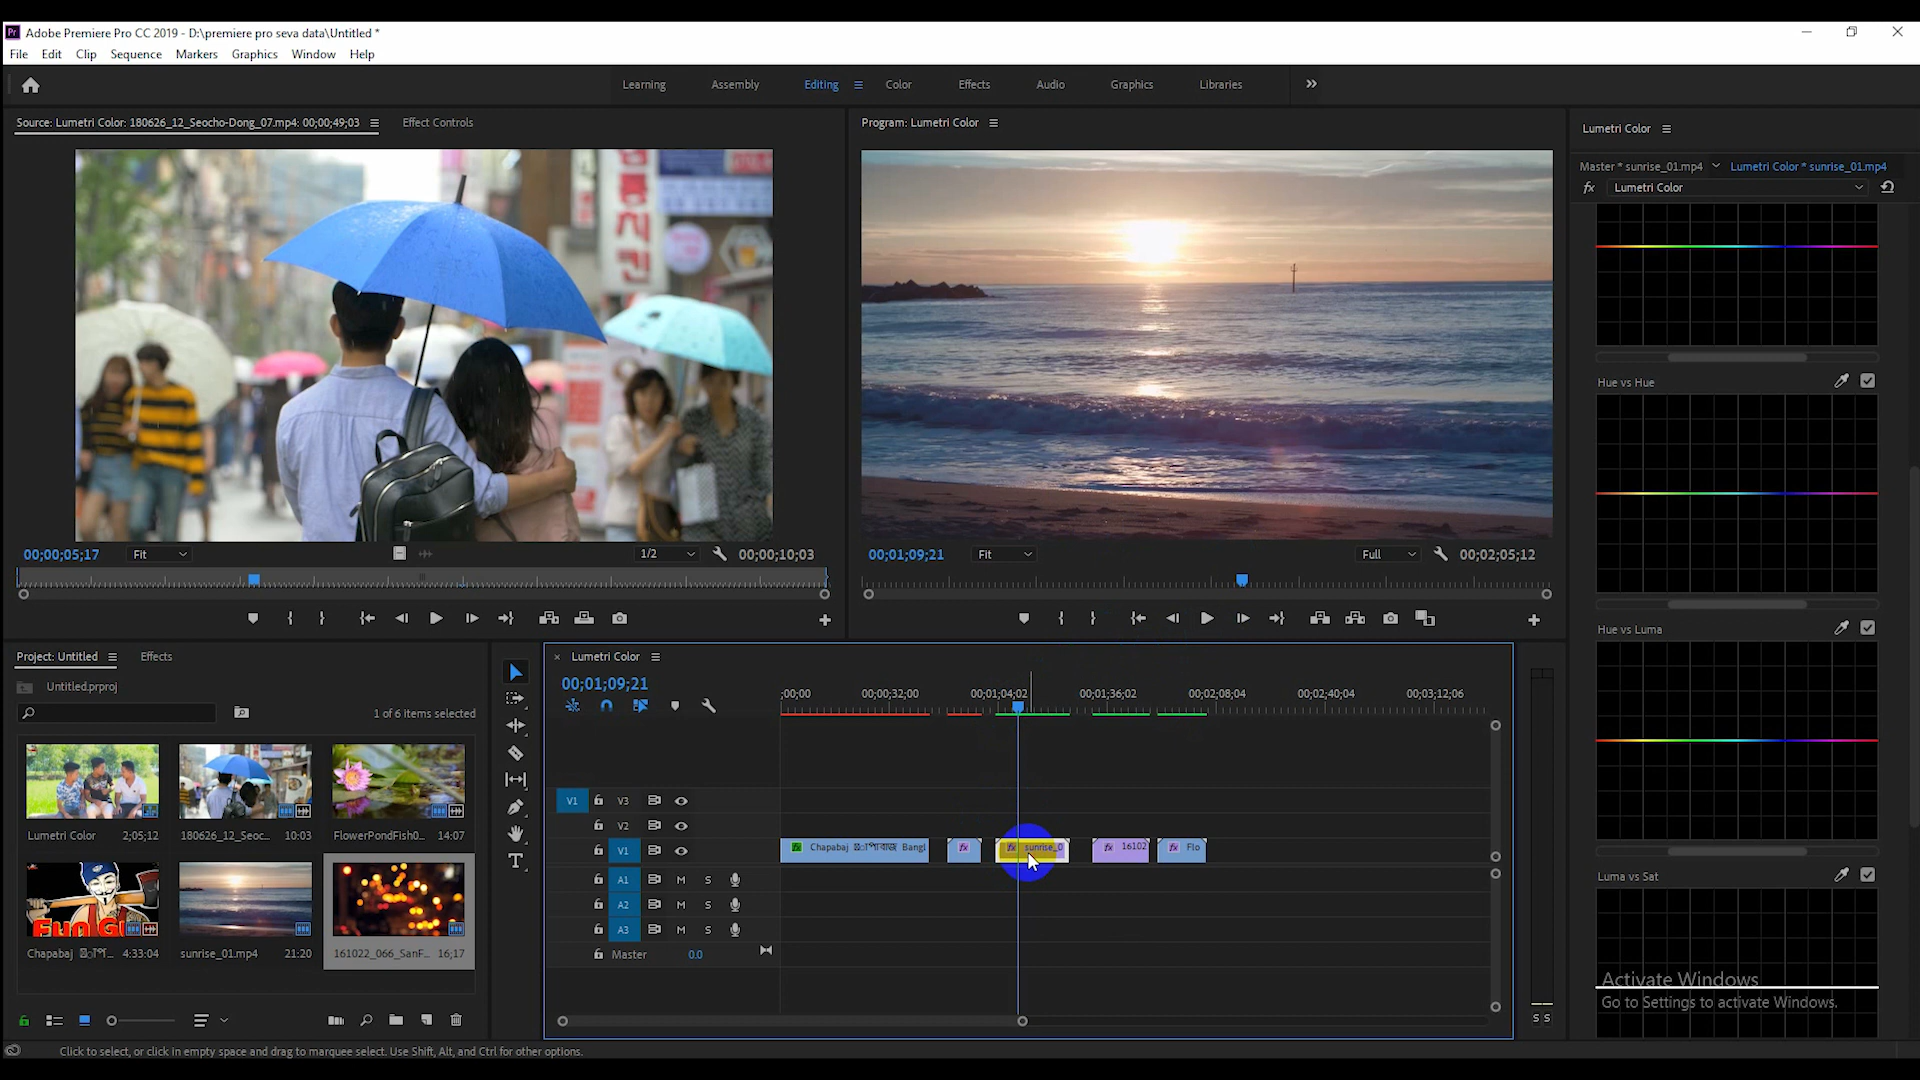 Adobe Premiere Pro CC 2019 - D:\premiere pro seva data\Untitled *
File Edit Clip Sequence Markers Graphics Window Help
Learning Assembly Editing Color Effects Audio Graphics Libraries
Source: Lumetri Color: 180626_12_Seocho-Dong_07.mp4: 00;00;49;03
Effect Controls
Program: Lumetri Color
Lumetri Color
Master * sunrise_01.mp4
Lumetri Color * sunrise_01.mp4
fx Lumetri Color
Hue vs Hue
Hue vs Luma
Luma vs Sat
00;00;05;17 Fit 1/2 00;00;10;03
00;01;09;21 Fit Full 00;02;05;12
Project: Untitled
Effects
Untitled.prproj
1 of 6 items selected
Lumetri Color 2;05;12
180626_12_Seoc... 10:03
FlowerPondFish0... 14:07
Chapabaj 4:33:04
sunrise_01.mp4 21:20
161022_066_SanF... 16;17
Lumetri Color
00;01;09;21
;00;00 00;00;32;00 00;01;04;02 00;01;36;02 00;02;08;04 00;02;40;04 00;03;12;06
V1 V3
V2
V1
fx Chapabaj Bangl
fx
fx sunrise_0
fx 16102
fx Flo
A1 M S
A2 M S
A3 M S
Master 0.0
S S
Activate Windows
Go to Settings to activate Windows.
Click to select, or click in empty space and drag to marquee select. Use Shift, Alt, and Ctrl for other options.